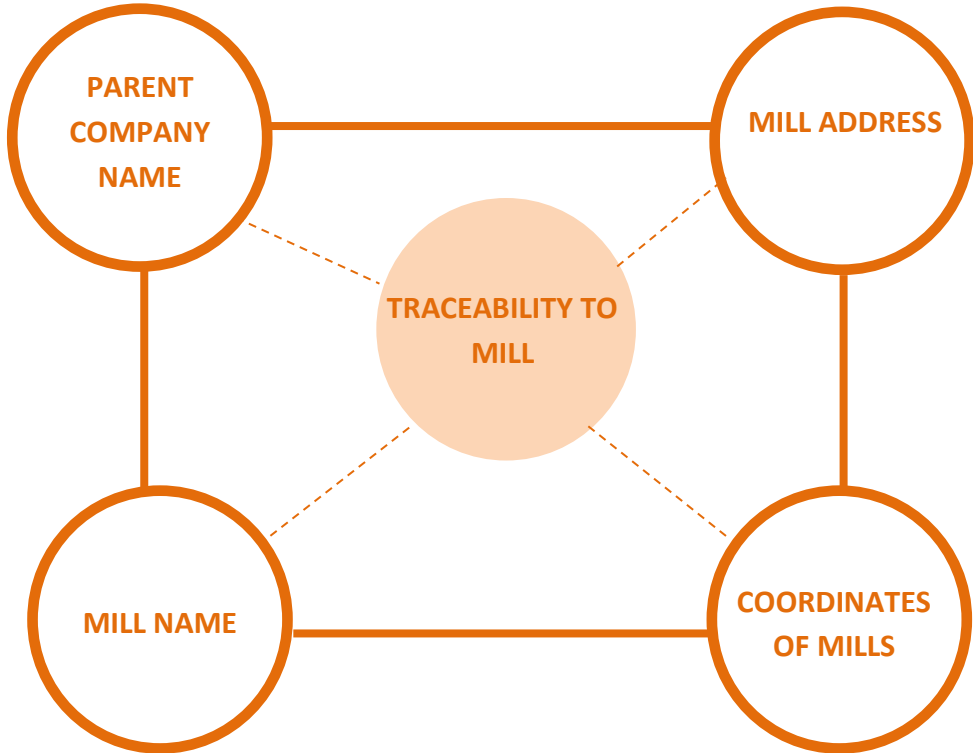 PARENT
COMPANY
NAME
MILL ADDRESS
TRACEABILITY TO
MILL
MILL NAME
COORDINATES
OF MILLS